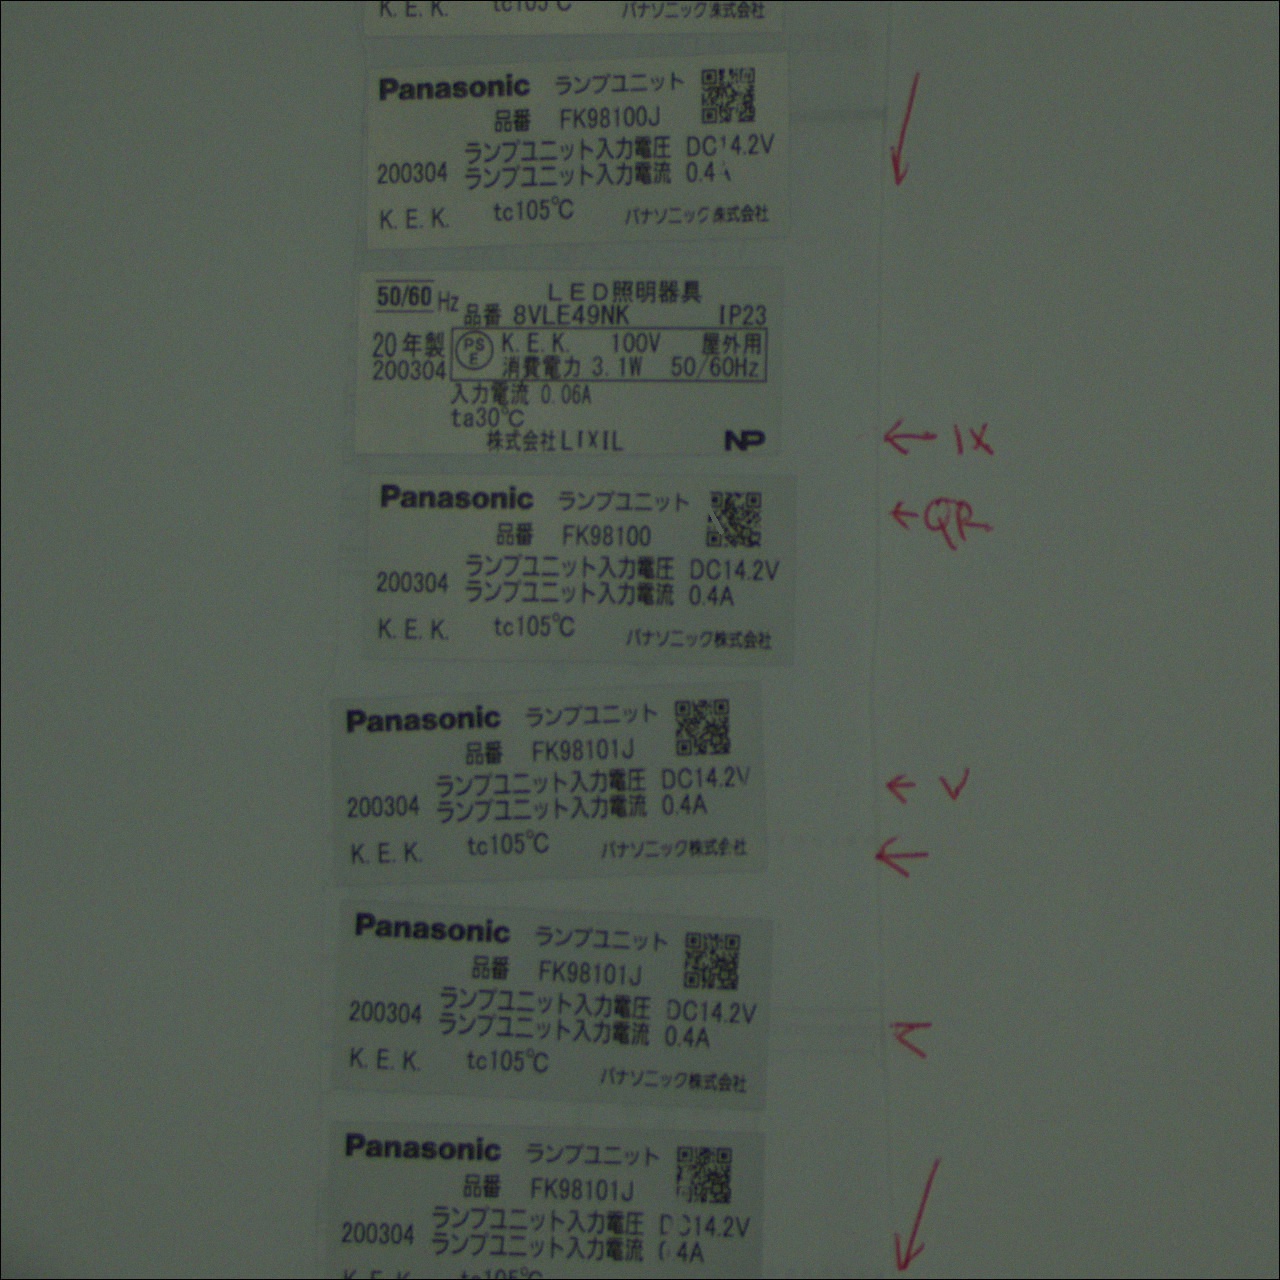 K. E. K. tc105℃ パナソニック株式会社
Panasonic ランプユニット
品番 FK98100J
ランプユニット入力電圧 DC14.2V
200304 ランプユニット入力電流 0.4
K. E. K. tc105℃ パナソニック株式会社
50/60 Hz LED照明器具
品番 8VLE49NK IP23
20年製 PS E K. E. K. 100V 屋外用
200304 消費電力 3.1W 50/60Hz
入力電流 0.06A
ta30℃
株式会社LIXIL NP
← IX
Panasonic ランプユニット
← QR
品番 FK98100
ランプユニット入力電圧 DC14.2V
200304 ランプユニット入力電流 0.4A
K. E. K. tc105℃ パナソニック株式会社
Panasonic ランプユニット
品番 FK98101J
ランプユニット入力電圧 DC14.2V
← V
200304 ランプユニット入力電流 0.4A
K. E. K. tc105℃ パナソニック株式会社
Panasonic ランプユニット
品番 FK98101J
ランプユニット入力電圧 DC14.2V
200304 ランプユニット入力電流 0.4A
K. E. K. tc105℃ パナソニック株式会社
Panasonic ランプユニット
品番 FK98101J
ランプユニット入力電圧 DC14.2V
200304 ランプユニット入力電流 0.4A
K. E. K. tc105℃